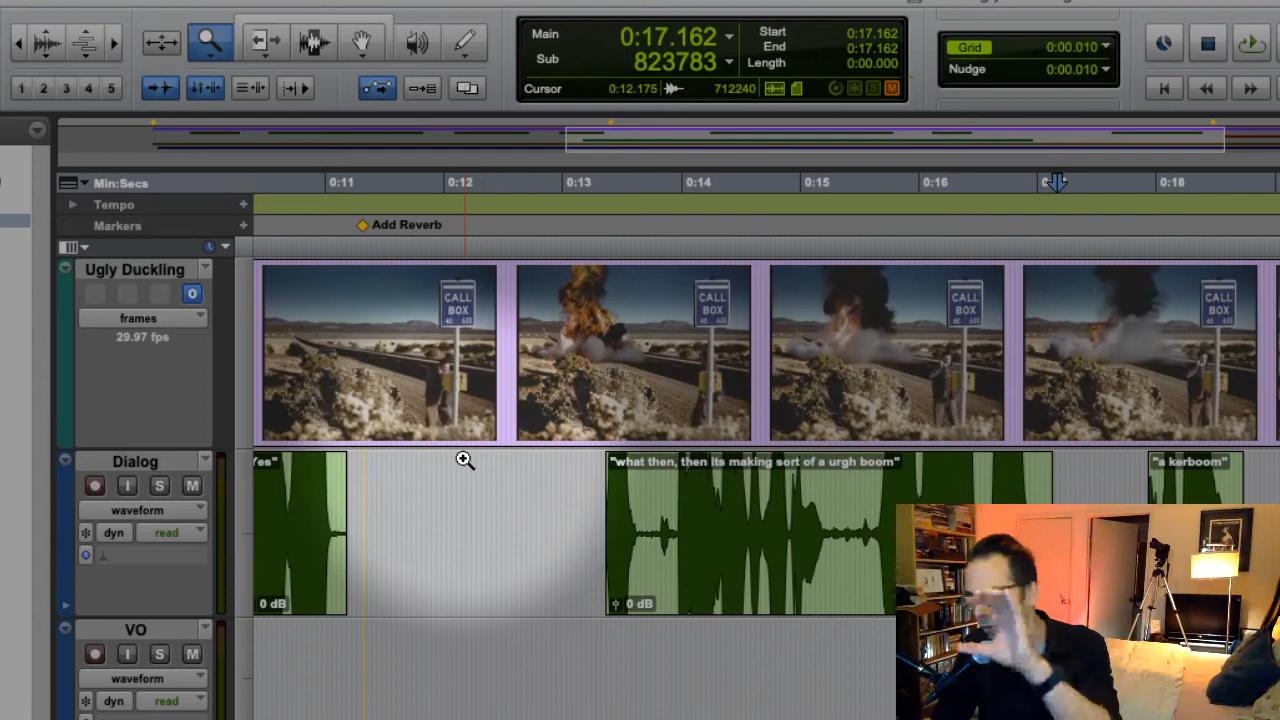 Main 0:17.162
Sub 823783
Start 0:17.162
End 0:17.162
Length 0:00.000
Cursor 0:12.175 712240
Grid 0:00.010
Nudge 0:00.010
1 2 3 4 5
Min:Secs 0:11 0:12 0:13 0:14 0:15 0:16 0:18
Tempo
Markers Add Reverb
Ugly Duckling
O
frames
29.97 fps
CALL BOX
CALL BOX
CALL BOX
CALL BOX
Dialog
I S M
waveform
dyn read
Yes"
0 dB
"what then, then its making sort of a urgh boom"
0 dB
"a kerboom"
VO
I S M
waveform
dyn read